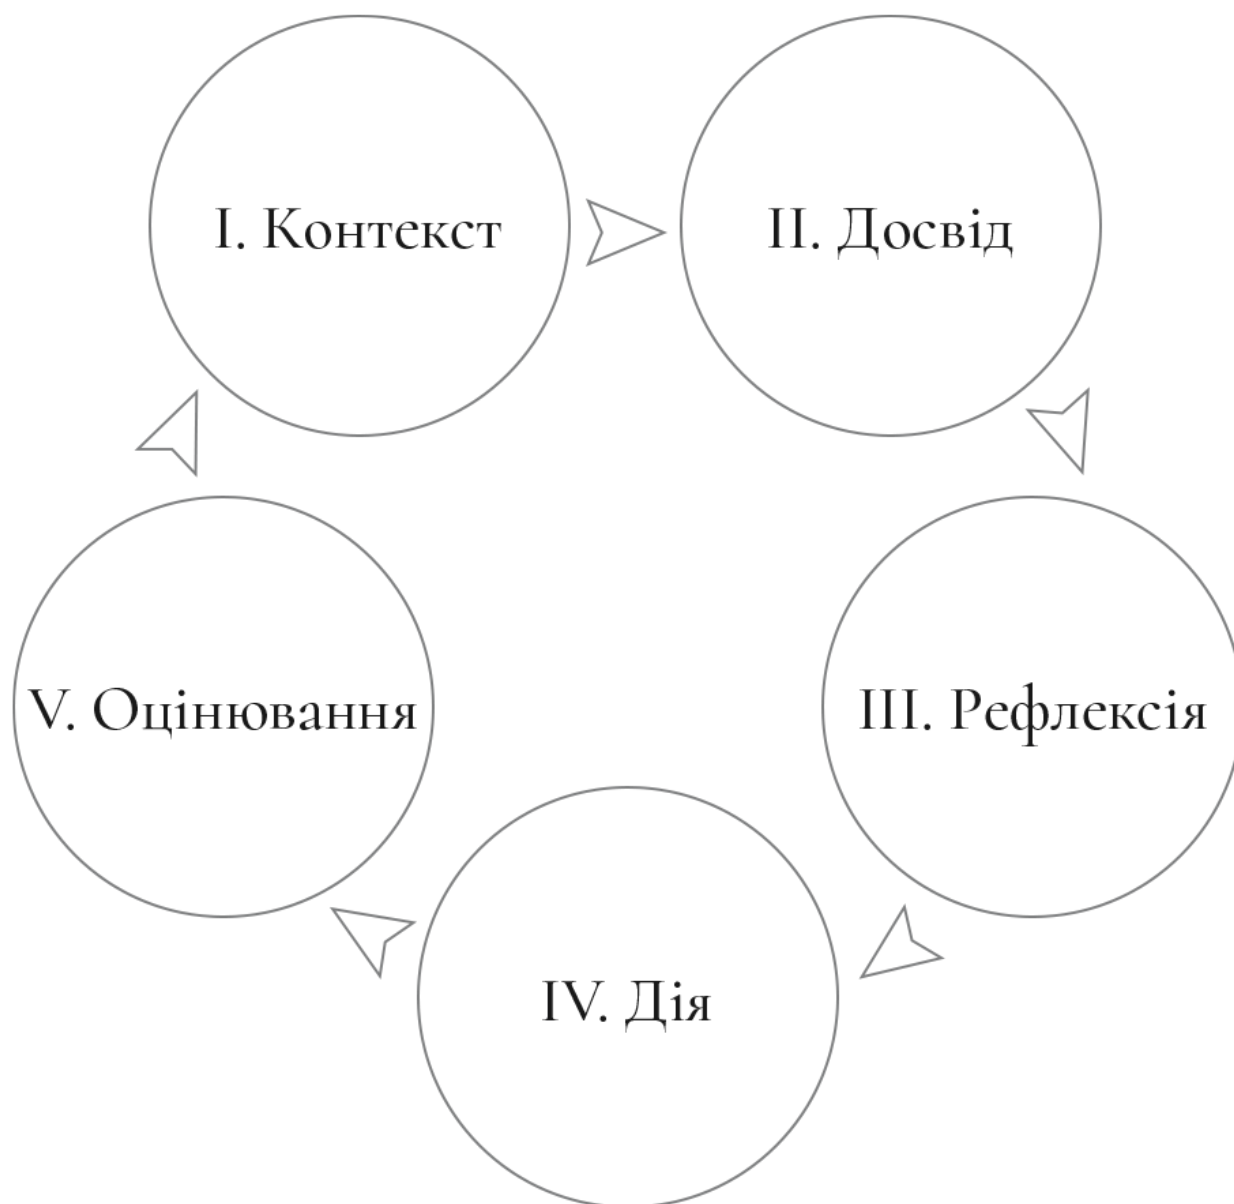 I. Контекст
II. Досвід
III. Рефлексія
IV. Дія
V. Оцінювання